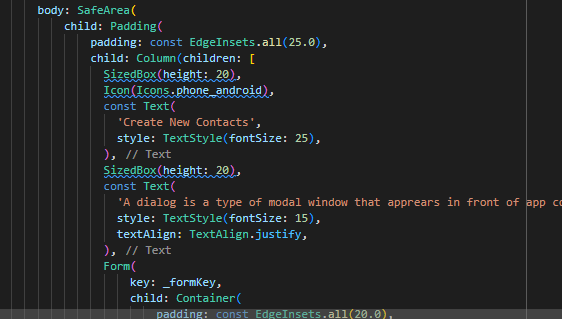 body: SafeArea(
child: Padding(
padding: const EdgeInsets.all(25.0),
child: Column(children: [
SizedBox(height: 20),
Icon(Icons.phone_android),
const Text(
'Create New Contacts',
style: TextStyle(fontSize: 25),
), // Text
SizedBox(height: 20),
const Text(
'A dialog is a type of modal window that apprears in front of app co
style: TextStyle(fontSize: 15),
textAlign: TextAlign.justify,
), // Text
Form(
key: _formKey,
child: Container(
padding: const EdgeInsets.all(20.0),